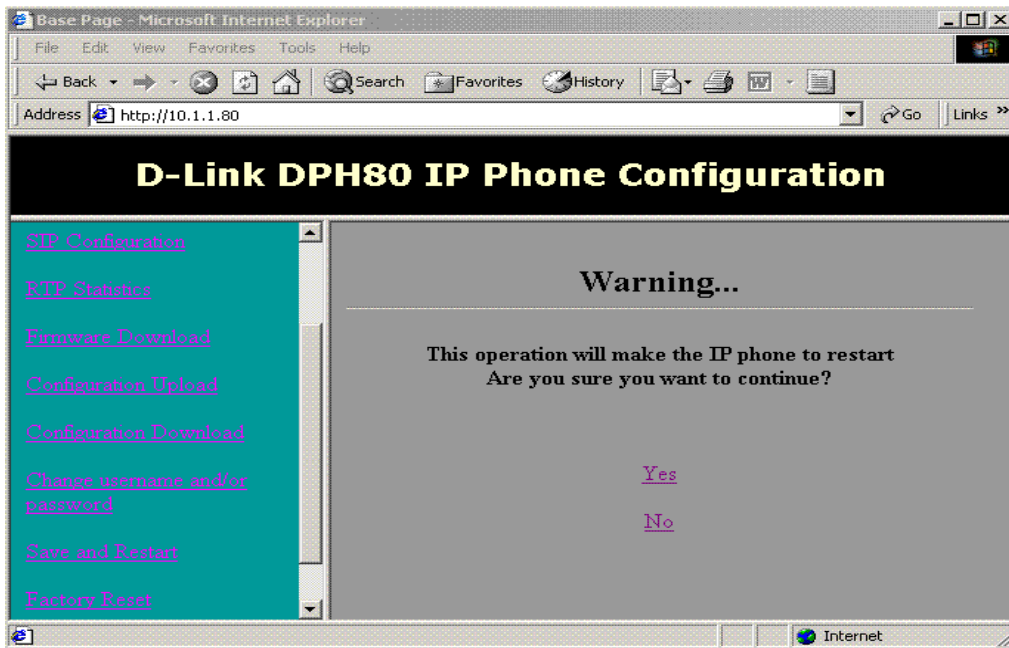 Base Page - Microsoft Internet Explorer
File Edit View Favorites Tools Help
Back Search Favorites History
Address http://10.1.1.80 Go Links »
D-Link DPH80 IP Phone Configuration
SIP Configuration
RTP Statistics
Firmware Download
Configuration Upload
Configuration Download
Change username and/or
password
Save and Restart
Factory Reset
Warning...
This operation will make the IP phone to restart
Are you sure you want to continue?
Yes
No
Internet